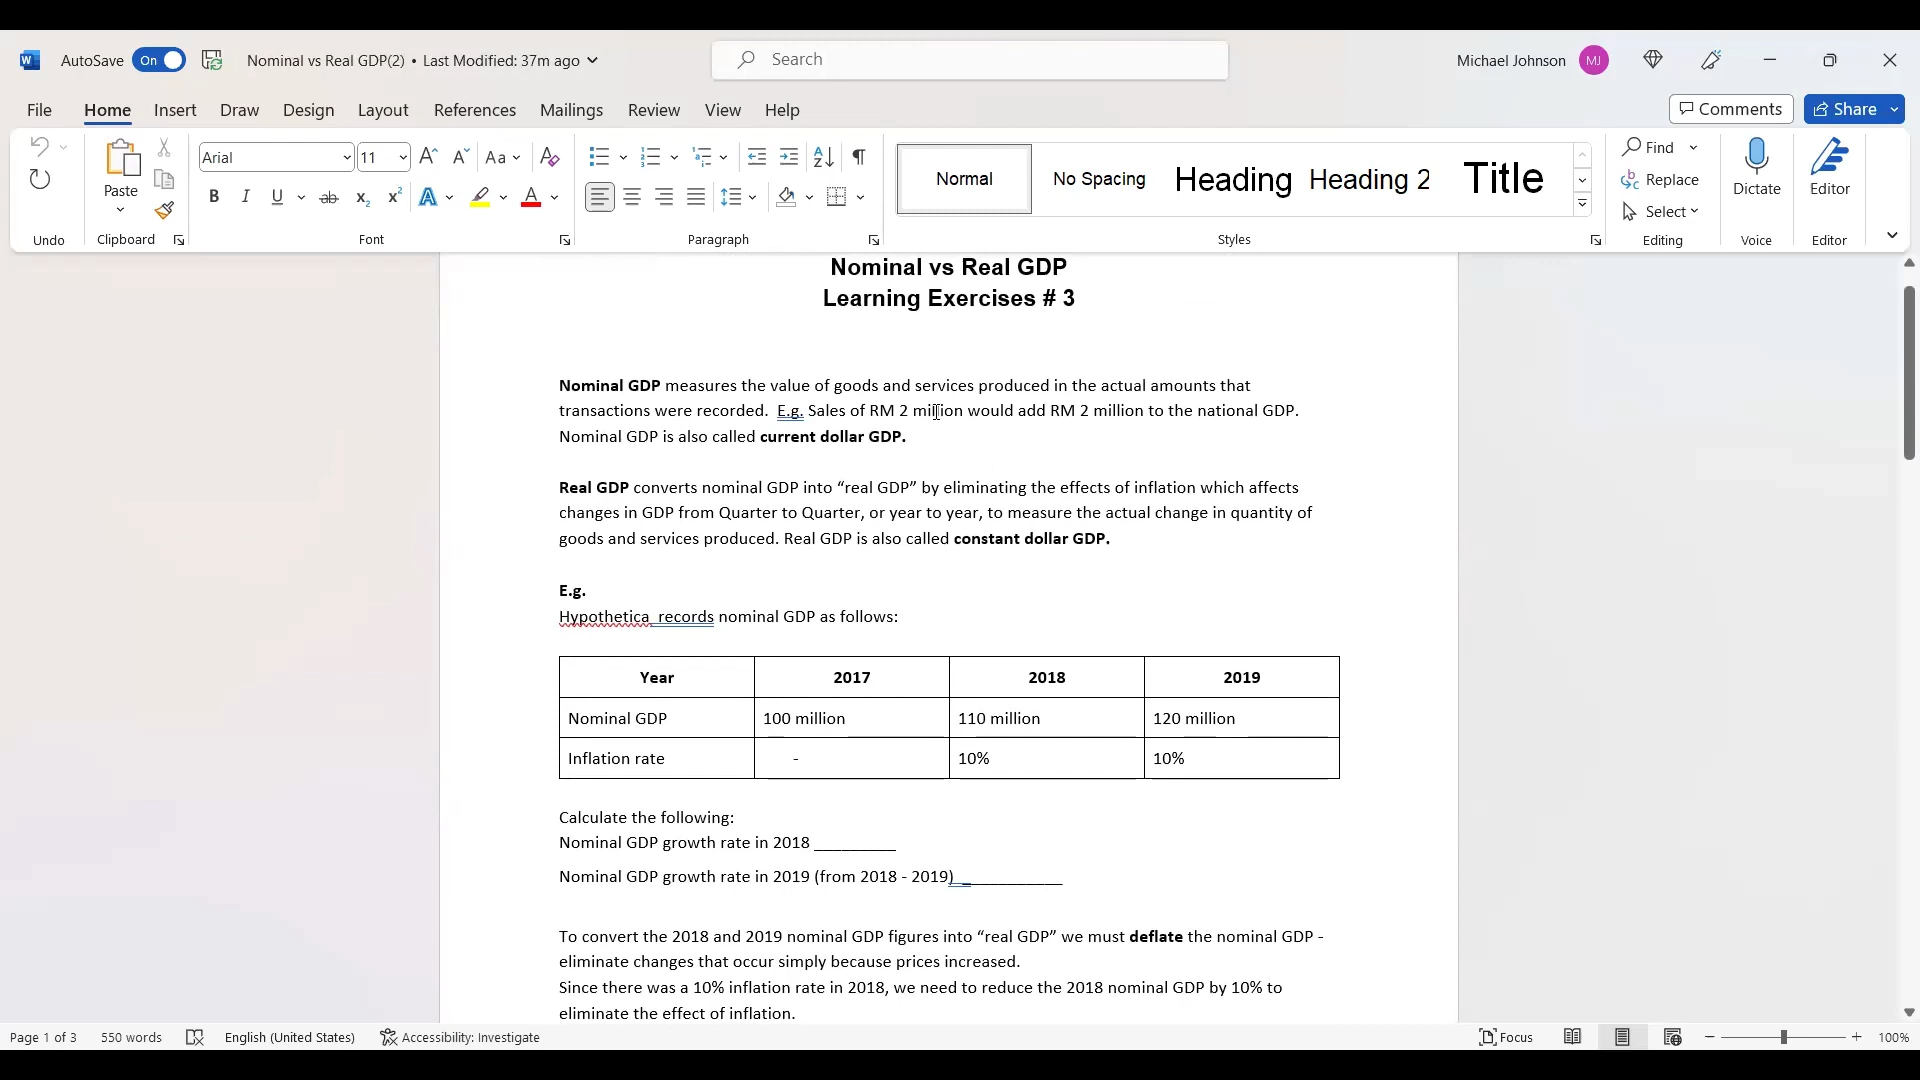 AutoSave On Nominal vs Real GDP(2) • Last Modified: 37m ago Search Michael Johnson MJ
File Home Insert Draw Design Layout References Mailings Review View Help Comments Share
Paste Arial 11 Aa Normal No Spacing Heading Heading 2 Title Find Replace Select Dictate Editor
B I U ab x₂ x² A A
Undo Clipboard Font Paragraph Styles Editing Voice Editor
Nominal vs Real GDP
Learning Exercises # 3
Nominal GDP measures the value of goods and services produced in the actual amounts that
transactions were recorded.  E.g. Sales of RM 2 million would add RM 2 million to the national GDP.
Nominal GDP is also called current dollar GDP.
Real GDP converts nominal GDP into “real GDP” by eliminating the effects of inflation which affects
changes in GDP from Quarter to Quarter, or year to year, to measure the actual change in quantity of
goods and services produced. Real GDP is also called constant dollar GDP.
E.g.
Hypothetica  records nominal GDP as follows:
Year 2017 2018 2019
Nominal GDP 100 million 110 million 120 million
Inflation rate - 10% 10%
Calculate the following:
Nominal GDP growth rate in 2018 _________
Nominal GDP growth rate in 2019 (from 2018 - 2019)  ___________
To convert the 2018 and 2019 nominal GDP figures into “real GDP” we must deflate the nominal GDP -
eliminate changes that occur simply because prices increased.
Since there was a 10% inflation rate in 2018, we need to reduce the 2018 nominal GDP by 10% to
eliminate the effect of inflation.
Page 1 of 3 550 words English (United States) Accessibility: Investigate Focus 100%